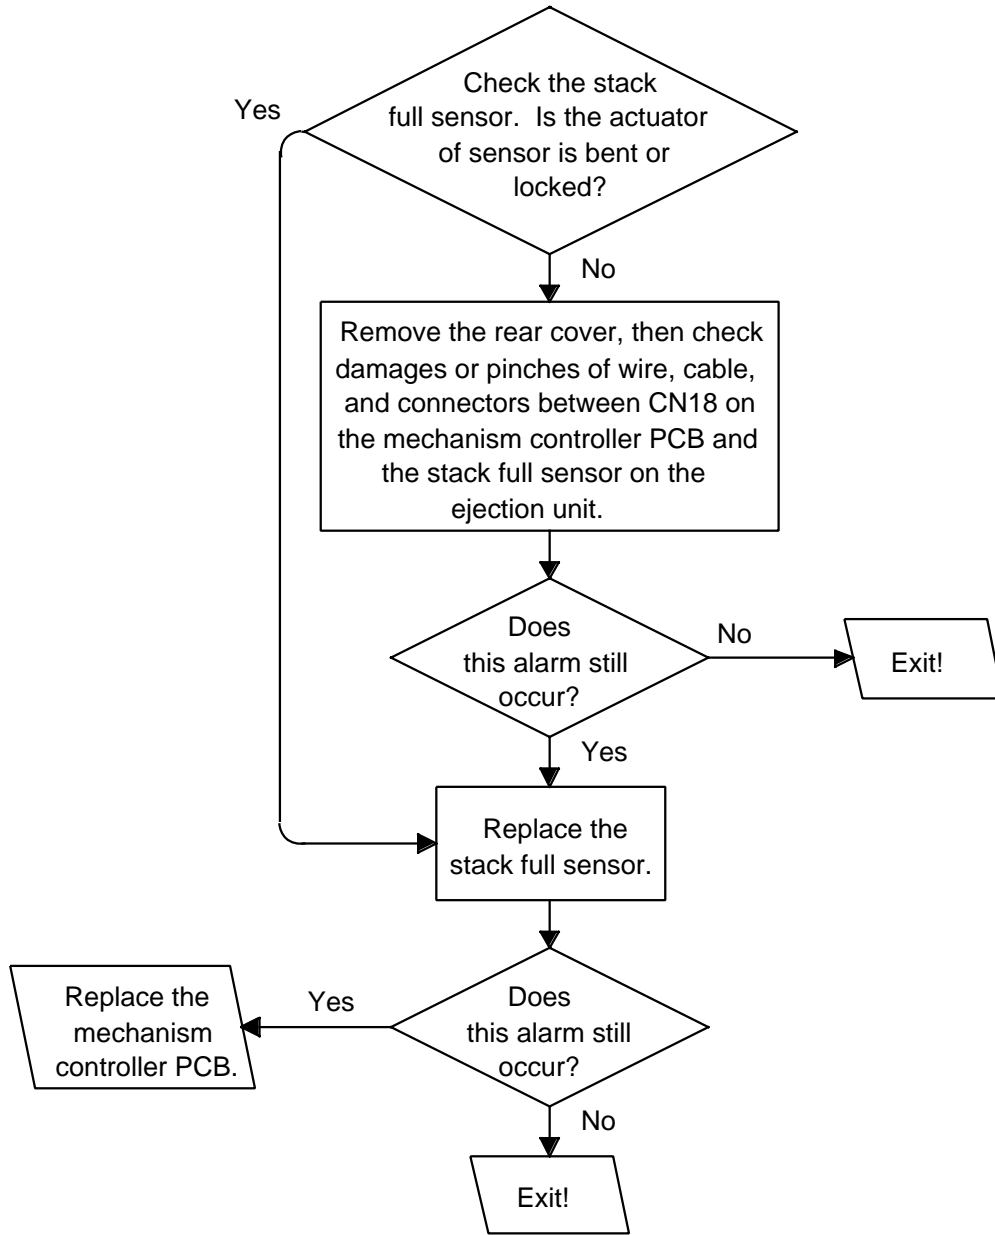 Check the stack
full sensor.  Is the actuator
of sensor is bent or
locked?
Yes
No
Remove the rear cover, then check
damages or pinches of wire, cable,
and connectors between CN18 on
the mechanism controller PCB and
the stack full sensor on the
ejection unit.
Does
this alarm still
occur?
No
Exit!
Yes
Replace the
stack full sensor.
Does
this alarm still
occur?
Yes
Replace the
mechanism
controller PCB.
No
Exit!